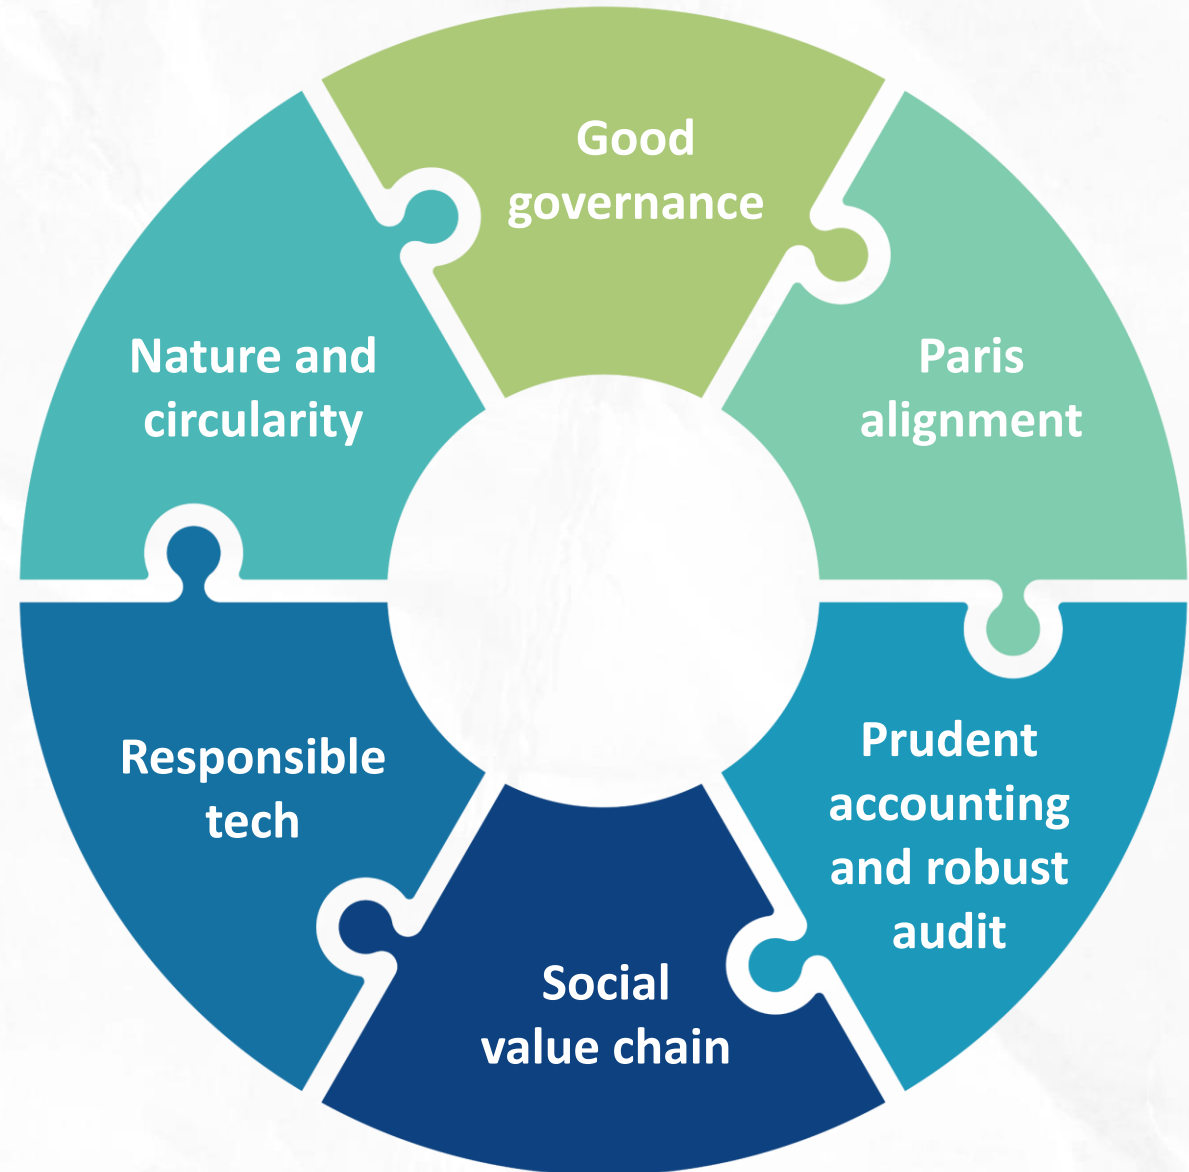 Good
governance
Paris
alignment
Prudent
accounting
and robust
audit
Social
value chain
Responsible
tech
Nature and
circularity